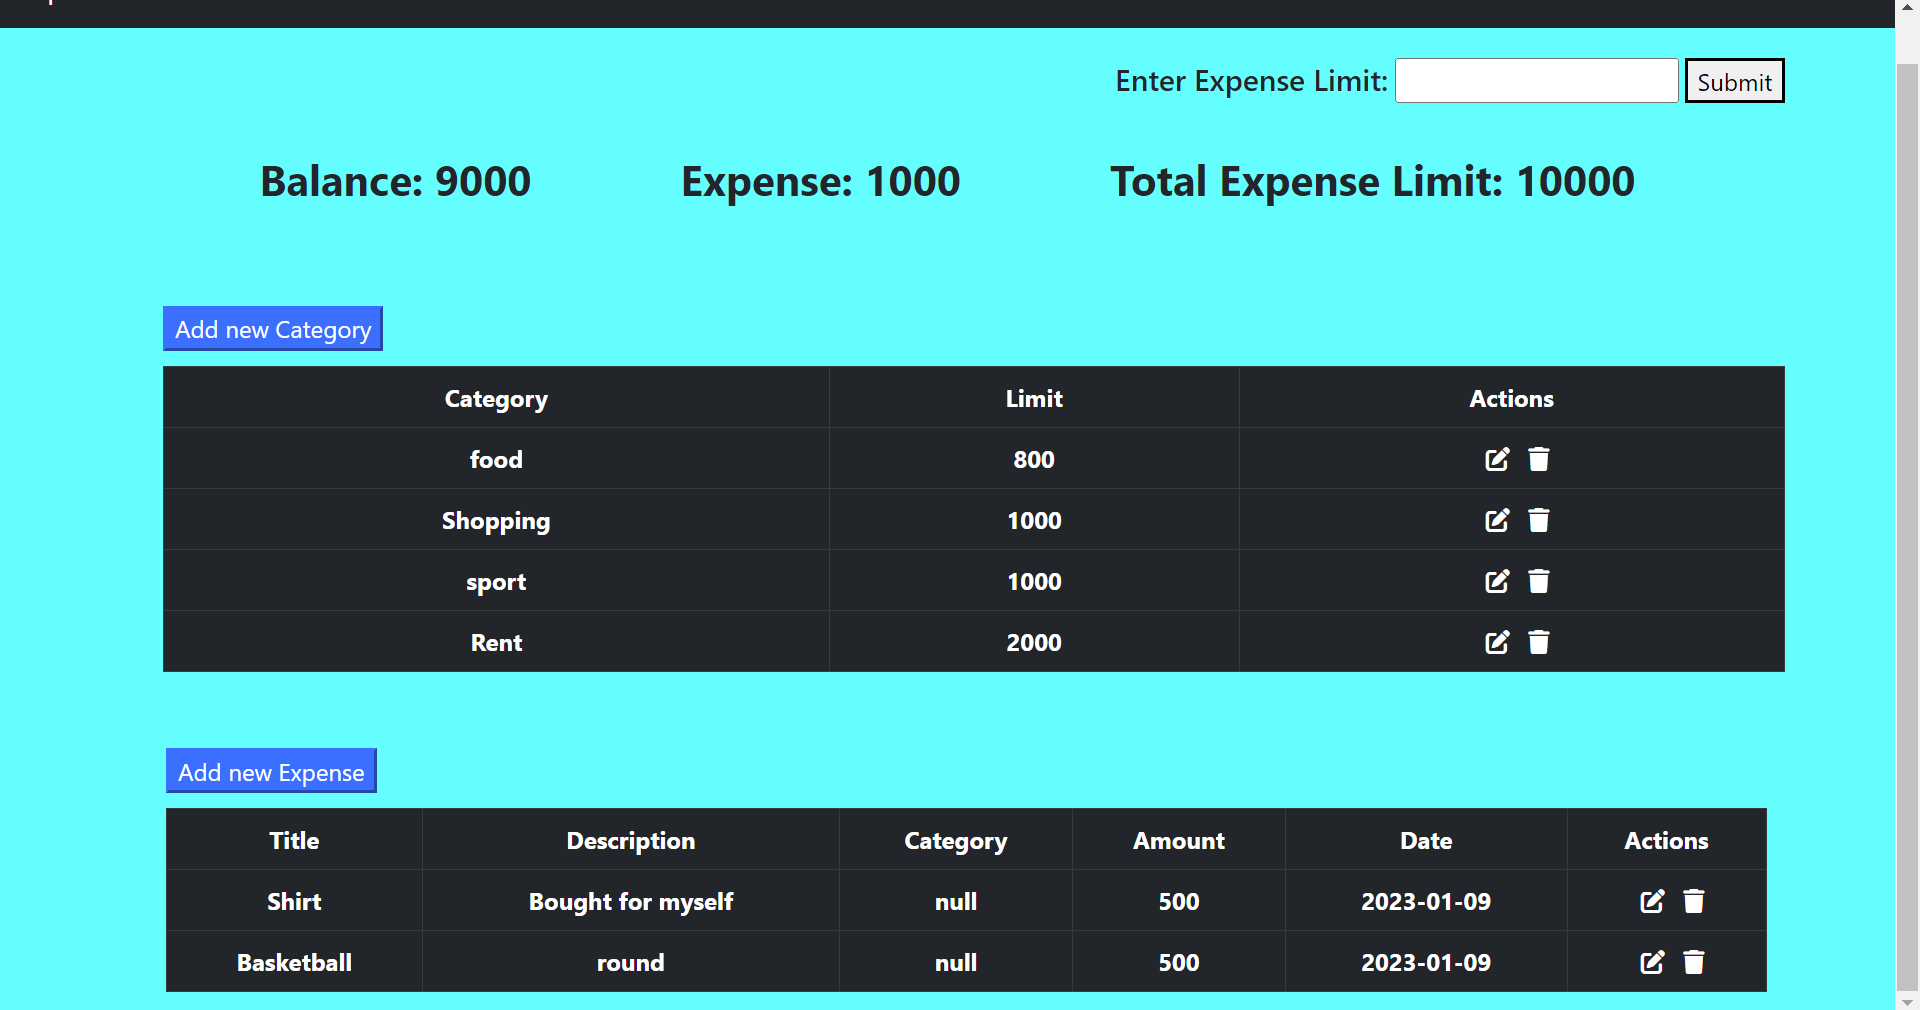 Enter Expense Limit: Submit
Balance: 9000 Expense: 1000 Total Expense Limit: 10000
Add new Category
Category Limit Actions
food 800
Shopping 1000
sport 1000
Rent 2000
Add new Expense
Title Description Category Amount Date Actions
Shirt Bought for myself null 500 2023-01-09
Basketball round null 500 2023-01-09